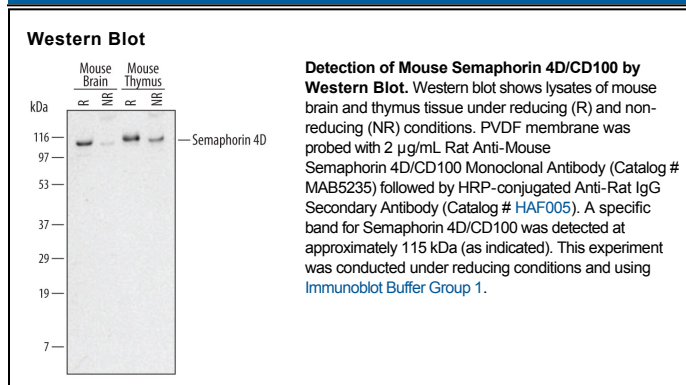 Western Blot
Mouse Brain
Mouse Thymus
kDa
R NR R NR
116
97
53
37
29
19
7
Semaphorin 4D
Detection of Mouse Semaphorin 4D/CD100 by
Western Blot. Western blot shows lysates of mouse
brain and thymus tissue under reducing (R) and non-
reducing (NR) conditions. PVDF membrane was
probed with 2 µg/mL Rat Anti-Mouse
Semaphorin 4D/CD100 Monoclonal Antibody (Catalog #
MAB5235) followed by HRP-conjugated Anti-Rat IgG
Secondary Antibody (Catalog # HAF005). A specific
band for Semaphorin 4D/CD100 was detected at
approximately 115 kDa (as indicated). This experiment
was conducted under reducing conditions and using
Immunoblot Buffer Group 1.